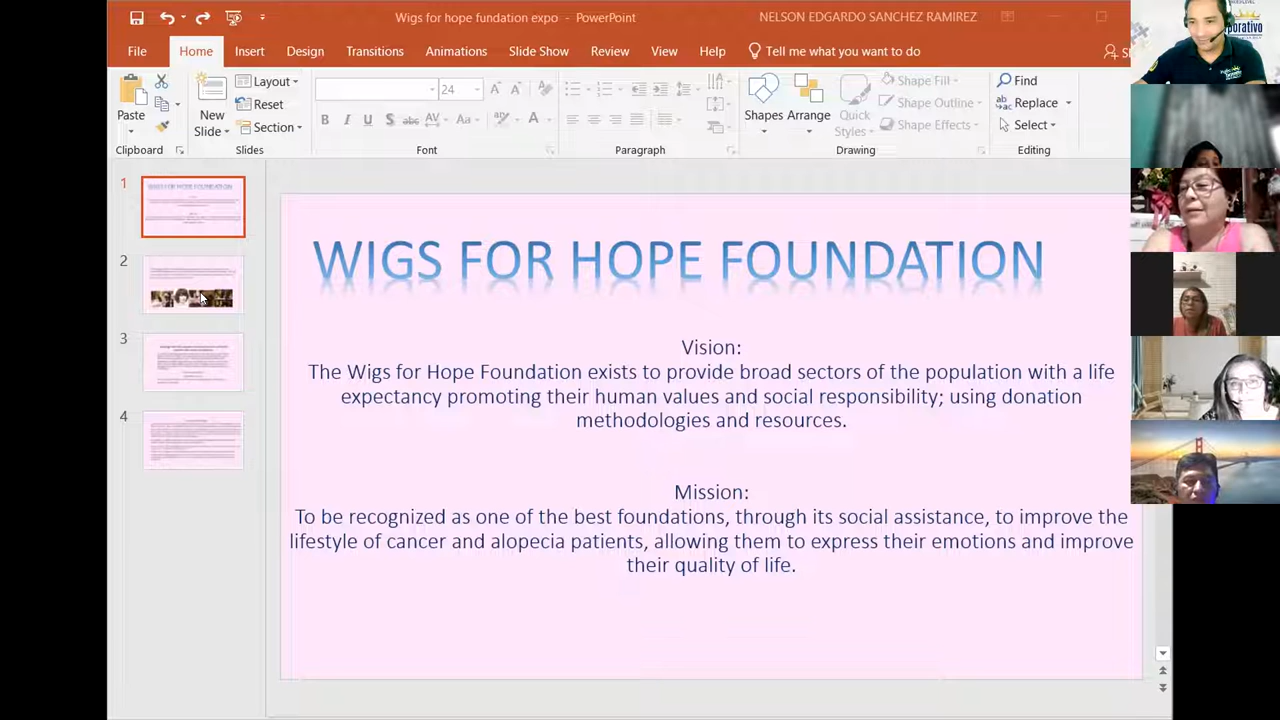 Wigs for hope fundation expo - PowerPoint
NELSON EDGARDO SANCHEZ RAMIREZ
File Home Insert Design Transitions Animations Slide Show Review View Help Tell me what you want to do
Paste
Clipboard
New
Slide
Layout
Reset
Section
Slides
24
Font
Paragraph
Shapes
Arrange
Quick
Styles
Shape Fill
Shape Outline
Shape Effects
Drawing
Find
Replace
Select
Editing
1
WIGS FOR HOPE FOUNDATION
2
3
4
WIGS FOR HOPE FOUNDATION
Vision:
The Wigs for Hope Foundation exists to provide broad sectors of the population with a life
expectancy promoting their human values and social responsibility; using donation
methodologies and resources.
Mission:
To be recognized as one of the best foundations, through its social assistance, to improve the
lifestyle of cancer and alopecia patients, allowing them to express their emotions and improve
their quality of life.